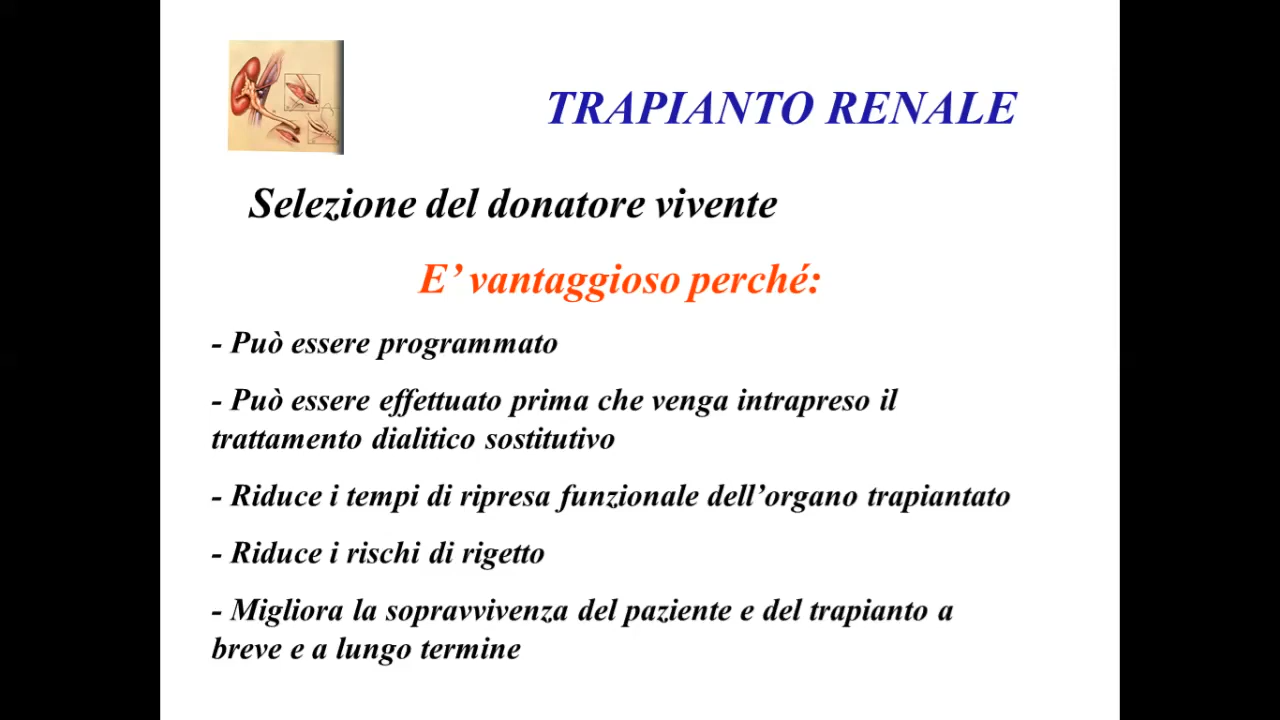 TRAPIANTO RENALE
Selezione del donatore vivente
E’ vantaggioso perché:
- Può essere programmato
- Può essere effettuato prima che venga intrapreso il
trattamento dialitico sostitutivo
- Riduce i tempi di ripresa funzionale dell’organo trapiantato
- Riduce i rischi di rigetto
- Migliora la sopravvivenza del paziente e del trapianto a
breve e a lungo termine